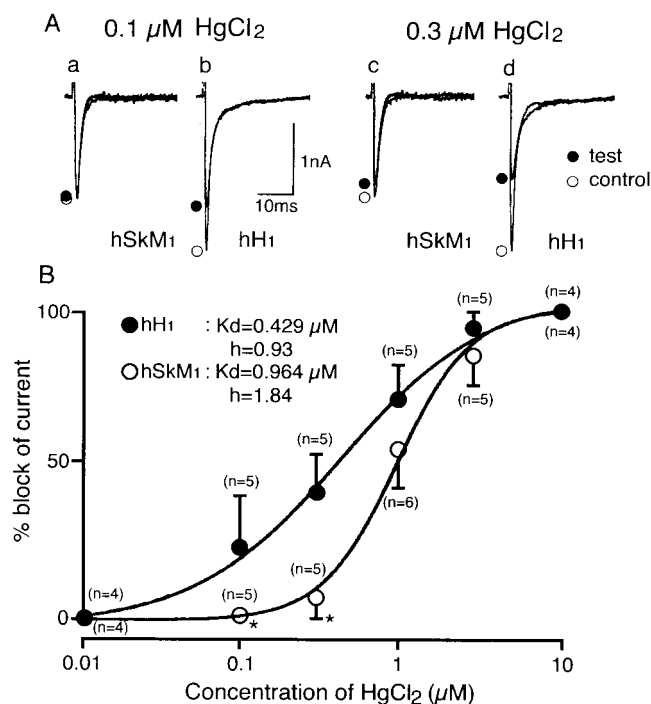 A
0.1 µM HgCl2
0.3 µM HgCl2
a
b
c
d
1nA
10ms
test
control
hSkM1
hH1
hSkM1
hH1
B
100
50
0
% block of current
hH1 : Kd=0.429 µM
h=0.93
hSkM1 : Kd=0.964 µM
h=1.84
(n=4)
(n=4)
(n=5)
(n=5)
(n=5)
(n=5)
*
(n=5)
*
(n=5)
(n=6)
(n=5)
(n=4)
(n=4)
0.01
0.1
1
10
Concentration of HgCl2 (µM)